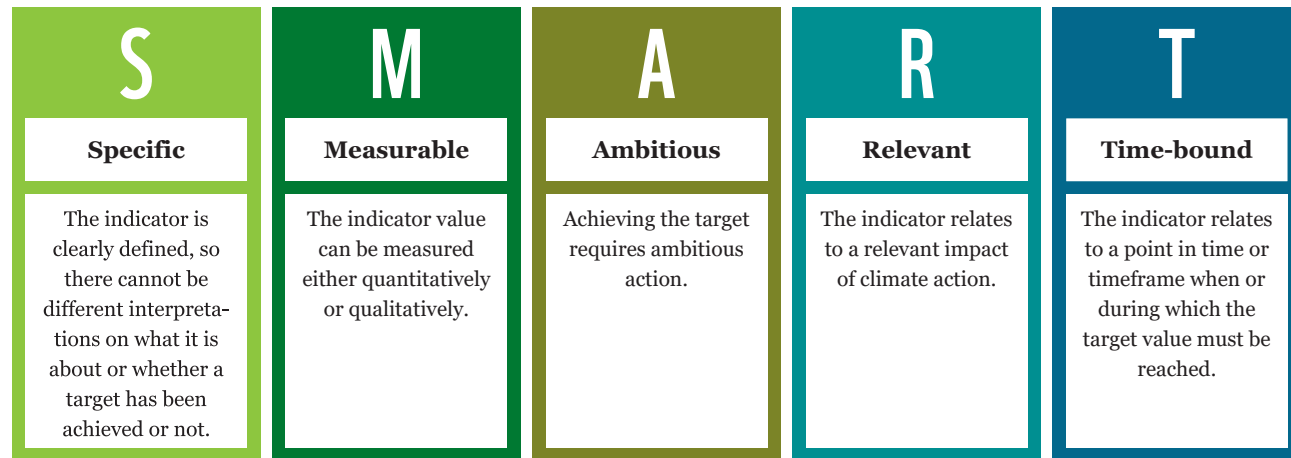 S
Specific
The indicator is
clearly defined, so
there cannot be
different interpreta-
tions on what it is
about or whether a
target has been
achieved or not.
M
Measurable
The indicator value
can be measured
either quantitatively
or qualitatively.
A
Ambitious
Achieving the target
requires ambitious
action.
R
Relevant
The indicator relates
to a relevant impact
of climate action.
T
Time-bound
The indicator relates
to a point in time or
timeframe when or
during which the
target value must be
reached.